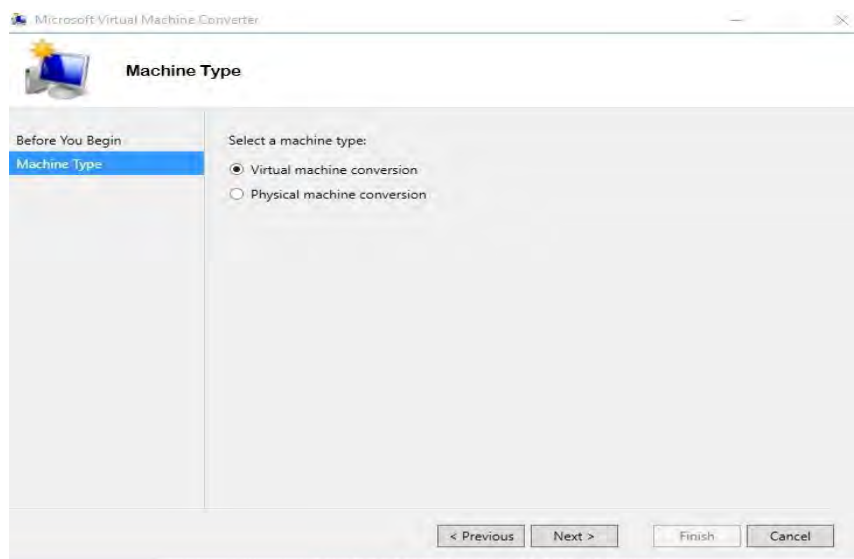 Microsoft Virtual Machine Converter
Machine Type
Before You Begin
Machine Type
Select a machine type:
Virtual machine conversion
Physical machine conversion
< Previous
Next >
Finish
Cancel